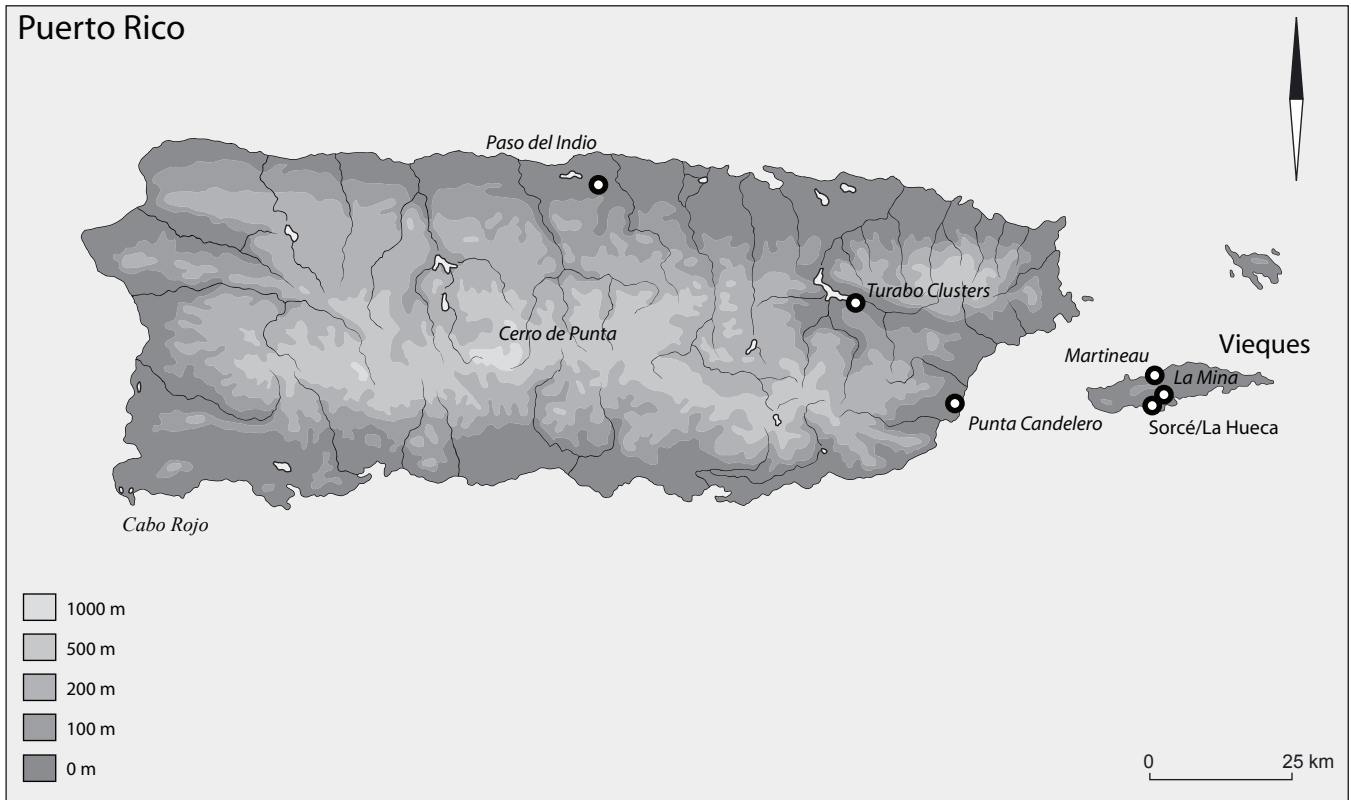 Puerto Rico
Paso del Indio
Turabo Clusters
Cerro de Punta
Vieques
Martineau
La Mina
Punta Candelero
Sorcé/La Hueca
Cabo Rojo
1000 m
500 m
200 m
100 m
0 m
0 25 km